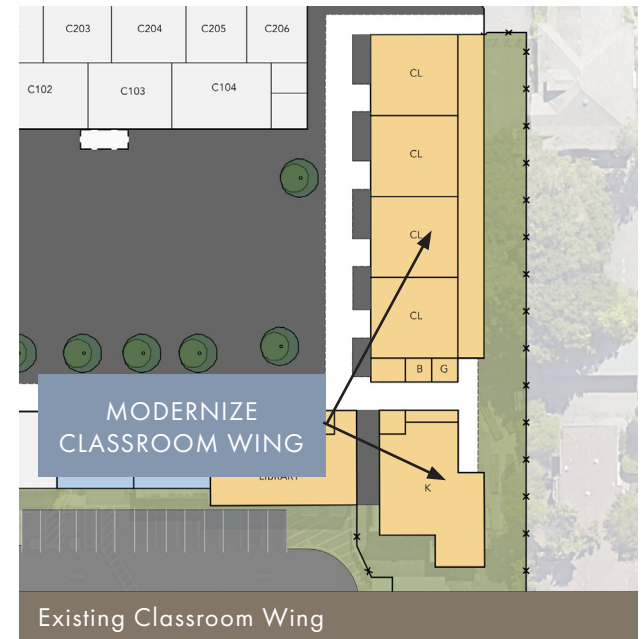 C203
C204
C205
C206
C102
C103
C104
CL
CL
CL
CL
B
G
MODERNIZE
CLASSROOM WING
LIBRARY
K
Existing Classroom Wing